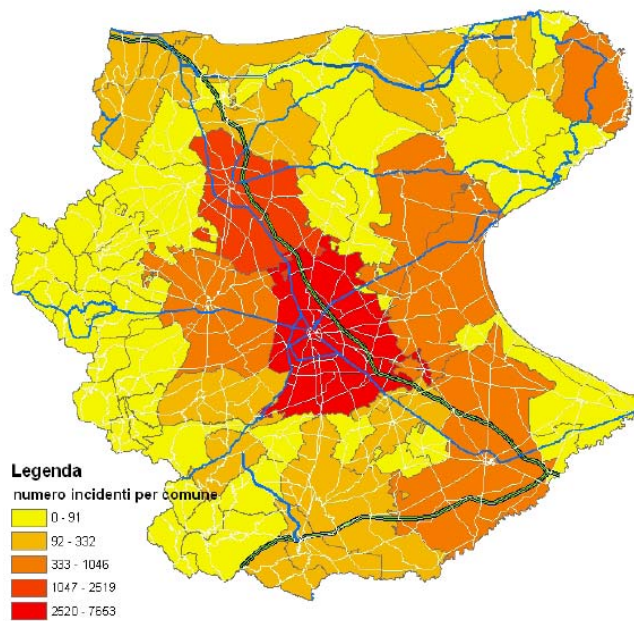 Legenda
numero incidenti per comune
0 - 91
92 - 332
333 - 1046
1047 - 2519
2520 - 7653